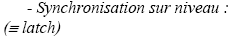 - Synchronisation sur niveau :
(≡ latch)